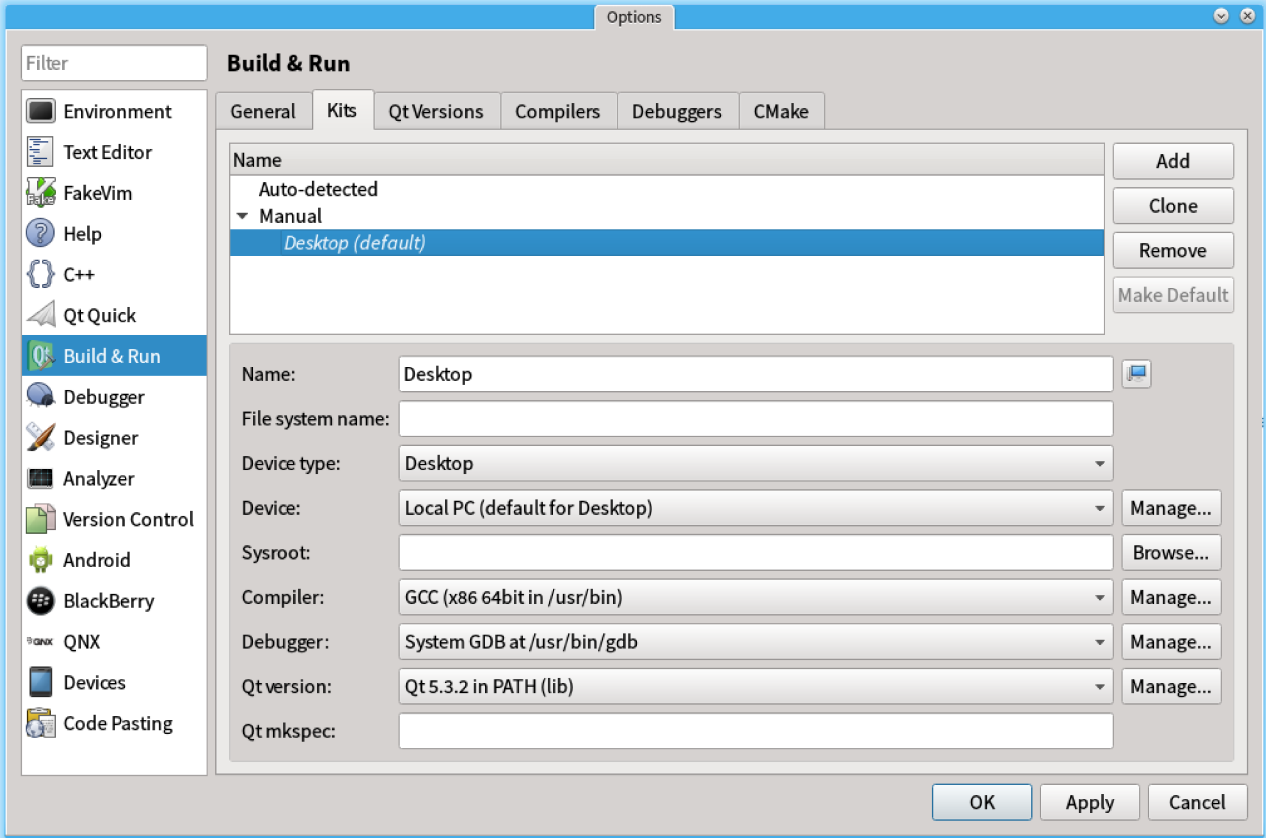 Options
Filter
Environment
Text Editor
FakeVim
Help
C++
Qt Quick
Build & Run
Debugger
Designer
Analyzer
Version Control
Android
BlackBerry
QNX
Devices
Code Pasting
Build & Run
General Kits Qt Versions Compilers Debuggers CMake
Name
Auto-detected
Manual
Desktop (default)
Add
Clone
Remove
Make Default
Name: Desktop
File system name:
Device type: Desktop
Device: Local PC (default for Desktop) Manage...
Sysroot: Browse...
Compiler: GCC (x86 64bit in /usr/bin) Manage...
Debugger: System GDB at /usr/bin/gdb Manage...
Qt version: Qt 5.3.2 in PATH (lib) Manage...
Qt mkspec:
OK Apply Cancel